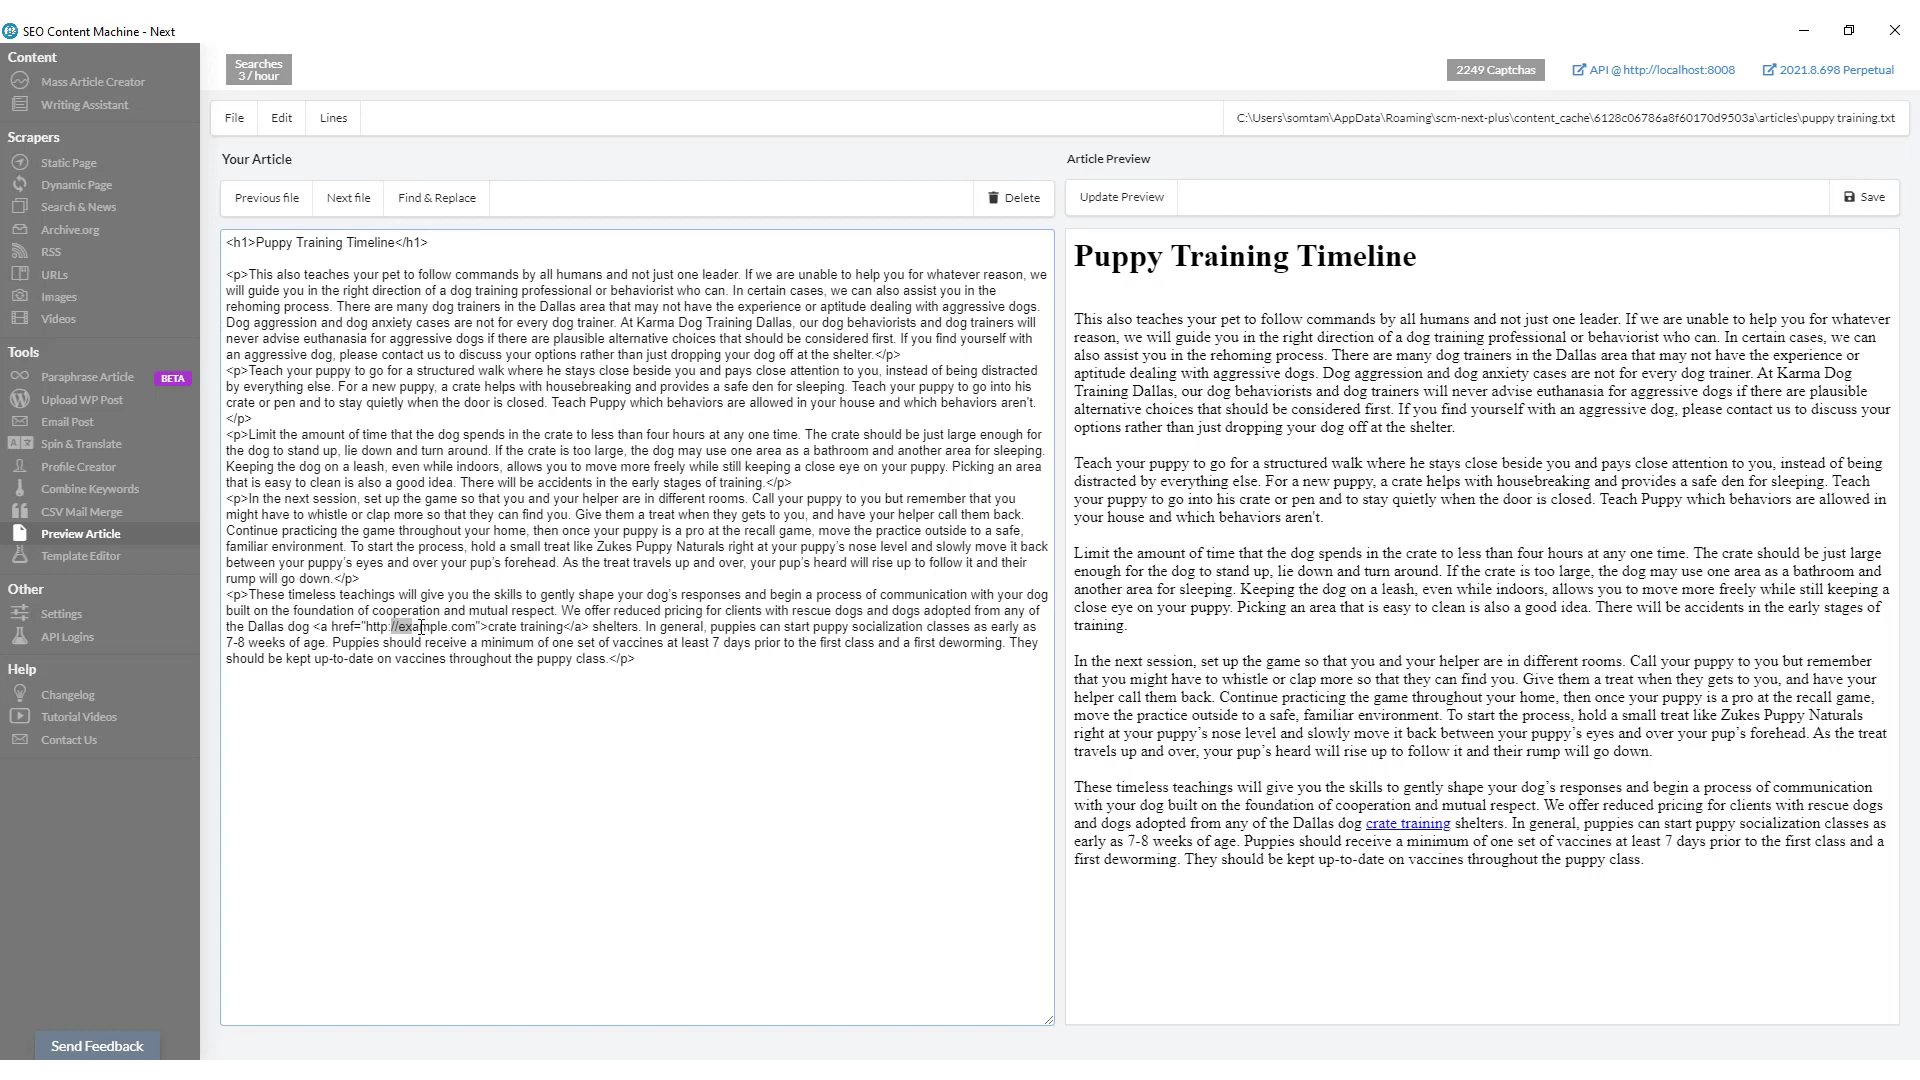 SEO Content Machine - Next
Content
Mass Article Creator
Writing Assistant
Scrapers
Static Page
Dynamic Page
Search & News
Archive.org
RSS
URLs
Images
Videos
Tools
Paraphrase Article BETA
Upload WP Post
Email Post
Spin & Translate
Profile Creator
Combine Keywords
CSV Mail Merge
Preview Article
Template Editor
Other
Settings
API Logins
Help
Changelog
Tutorial Videos
Contact Us
Send Feedback
Searches
3 / hour
2249 Captchas
API @ http://localhost:8008
2021.8.698 Perpetual
File
Edit
Lines
C:\Users\somtam\AppData\Roaming\scm-next-plus\content_cache\6128c06786a8f60170d9503a\articles\puppy training.txt
Your Article
Previous file
Next file
Find & Replace
Delete
<h1>Puppy Training Timeline</h1>
<p>This also teaches your pet to follow commands by all humans and not just one leader. If we are unable to help you for whatever reason, we
will guide you in the right direction of a dog training professional or behaviorist who can. In certain cases, we can also assist you in the
rehoming process. There are many dog trainers in the Dallas area that may not have the experience or aptitude dealing with aggressive dogs.
Dog aggression and dog anxiety cases are not for every dog trainer. At Karma Dog Training Dallas, our dog behaviorists and dog trainers will
never advise euthanasia for aggressive dogs if there are plausible alternative choices that should be considered first. If you find yourself with
an aggressive dog, please contact us to discuss your options rather than just dropping your dog off at the shelter.</p>
<p>Teach your puppy to go for a structured walk where he stays close beside you and pays close attention to you, instead of being distracted
by everything else. For a new puppy, a crate helps with housebreaking and provides a safe den for sleeping. Teach your puppy to go into his
crate or pen and to stay quietly when the door is closed. Teach Puppy which behaviors are allowed in your house and which behaviors aren't.
</p>
<p>Limit the amount of time that the dog spends in the crate to less than four hours at any one time. The crate should be just large enough for
the dog to stand up, lie down and turn around. If the crate is too large, the dog may use one area as a bathroom and another area for sleeping.
Keeping the dog on a leash, even while indoors, allows you to move more freely while still keeping a close eye on your puppy. Picking an area
that is easy to clean is also a good idea. There will be accidents in the early stages of training.</p>
<p>In the next session, set up the game so that you and your helper are in different rooms. Call your puppy to you but remember that you
might have to whistle or clap more so that they can find you. Give them a treat when they gets to you, and have your helper call them back.
Continue practicing the game throughout your home, then once your puppy is a pro at the recall game, move the practice outside to a safe,
familiar environment. To start the process, hold a small treat like Zukes Puppy Naturals right at your puppy's nose level and slowly move it back
between your puppy's eyes and over your pup's forehead. As the treat travels up and over, your pup's heard will rise up to follow it and their
rump will go down.</p>
<p>These timeless teachings will give you the skills to gently shape your dog's responses and begin a process of communication with your dog
built on the foundation of cooperation and mutual respect. We offer reduced pricing for clients with rescue dogs and dogs adopted from any of
the Dallas dog <a href="http://example.com">crate training</a> shelters. In general, puppies can start puppy socialization classes as early as
7-8 weeks of age. Puppies should receive a minimum of one set of vaccines at least 7 days prior to the first class and a first deworming. They
should be kept up-to-date on vaccines throughout the puppy class.</p>
Article Preview
Update Preview
Save
Puppy Training Timeline
This also teaches your pet to follow commands by all humans and not just one leader. If we are unable to help you for whatever
reason, we will guide you in the right direction of a dog training professional or behaviorist who can. In certain cases, we can
also assist you in the rehoming process. There are many dog trainers in the Dallas area that may not have the experience or
aptitude dealing with aggressive dogs. Dog aggression and dog anxiety cases are not for every dog trainer. At Karma Dog
Training Dallas, our dog behaviorists and dog trainers will never advise euthanasia for aggressive dogs if there are plausible
alternative choices that should be considered first. If you find yourself with an aggressive dog, please contact us to discuss your
options rather than just dropping your dog off at the shelter.
Teach your puppy to go for a structured walk where he stays close beside you and pays close attention to you, instead of being
distracted by everything else. For a new puppy, a crate helps with housebreaking and provides a safe den for sleeping. Teach
your puppy to go into his crate or pen and to stay quietly when the door is closed. Teach Puppy which behaviors are allowed in
your house and which behaviors aren't.
Limit the amount of time that the dog spends in the crate to less than four hours at any one time. The crate should be just large
enough for the dog to stand up, lie down and turn around. If the crate is too large, the dog may use one area as a bathroom and
another area for sleeping. Keeping the dog on a leash, even while indoors, allows you to move more freely while still keeping a
close eye on your puppy. Picking an area that is easy to clean is also a good idea. There will be accidents in the early stages of
training.
In the next session, set up the game so that you and your helper are in different rooms. Call your puppy to you but remember
that you might have to whistle or clap more so that they can find you. Give them a treat when they gets to you, and have your
helper call them back. Continue practicing the game throughout your home, then once your puppy is a pro at the recall game,
move the practice outside to a safe, familiar environment. To start the process, hold a small treat like Zukes Puppy Naturals
right at your puppy's nose level and slowly move it back between your puppy's eyes and over your pup's forehead. As the treat
travels up and over, your pup's heard will rise up to follow it and their rump will go down.
These timeless teachings will give you the skills to gently shape your dog's responses and begin a process of communication
with your dog built on the foundation of cooperation and mutual respect. We offer reduced pricing for clients with rescue dogs
and dogs adopted from any of the Dallas dog crate training shelters. In general, puppies can start puppy socialization classes as
early as 7-8 weeks of age. Puppies should receive a minimum of one set of vaccines at least 7 days prior to the first class and a
first deworming. They should be kept up-to-date on vaccines throughout the puppy class.